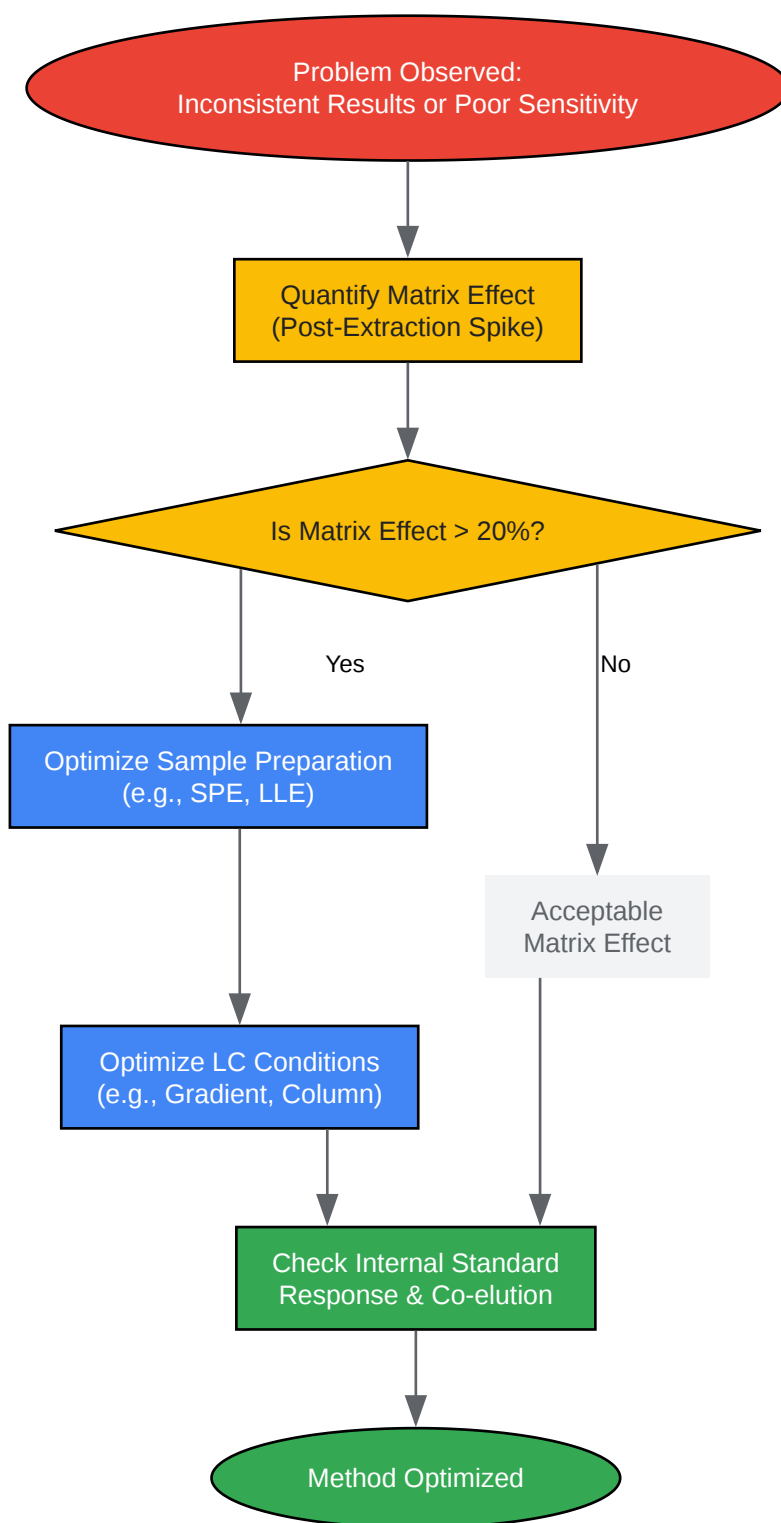 Problem Observed:
Inconsistent Results or Poor Sensitivity
Quantify Matrix Effect
(Post-Extraction Spike)
Is Matrix Effect > 20%?
Yes
No
Optimize Sample Preparation
(e.g., SPE, LLE)
Acceptable
Matrix Effect
Optimize LC Conditions
(e.g., Gradient, Column)
Check Internal Standard
Response & Co-elution
Method Optimized